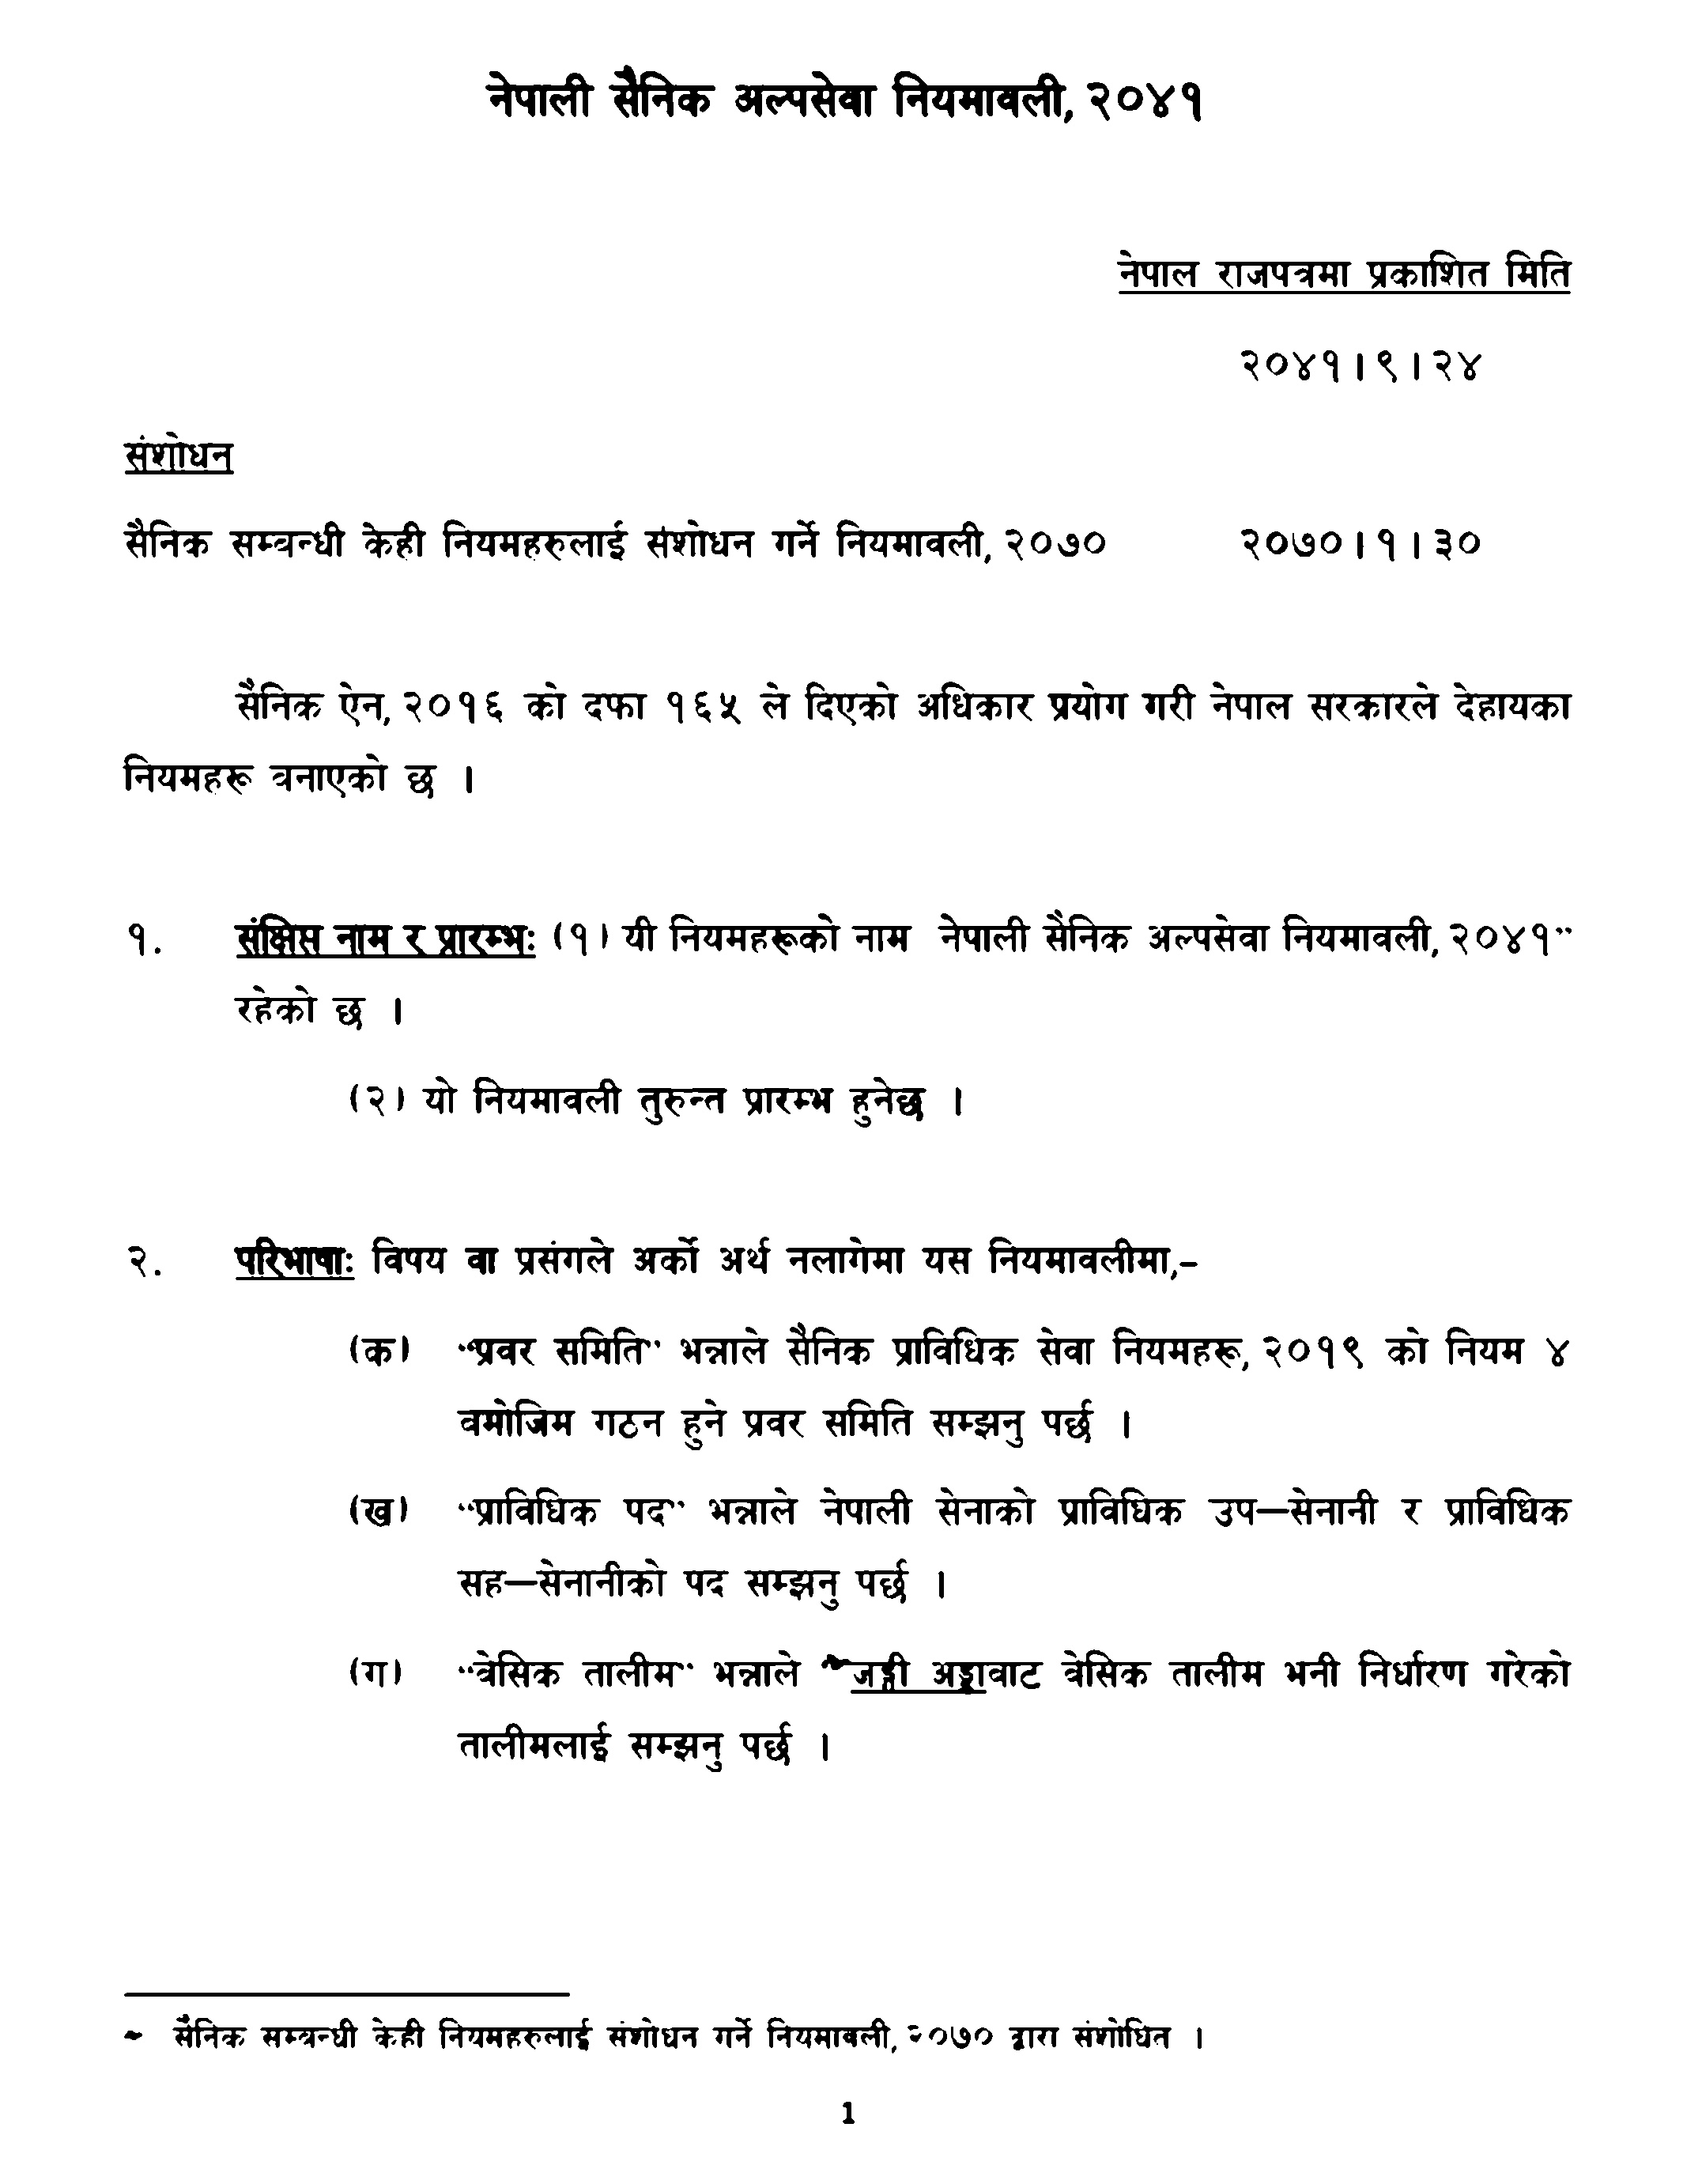 नेपाली सैनिक अल्पसेवा नियमावली, २०४१
नेपाल राजपत्रमा प्रकाशित मिति
२०४१।९।२४
संशोधन
सैनिक सम्बन्धी केही नियमहरुलाई संशोधन गर्ने नियमावली, २०७० २०७०।१।३०
सैनिक ऐन, २०१६ को दफा १६५ ले दिएको अधिकार प्रयोग गरी नेपाल सरकारले देहायका
नियमहरू बनाएको छ ।
१. संक्षिप्त नाम र प्रारम्भः (१) यी नियमहरूको नाम नेपाली सैनिक अल्पसेवा नियमावली, २०४१"
रहेको छ ।
(२) यो नियमावली तुरुन्त प्रारम्भ हुनेछ ।
२. परिभाषाः विषय वा प्रसंगले अर्को अर्थ नलागेमा यस नियमावलीमा,–
(क) "प्रवर समिति" भन्नाले सैनिक प्राविधिक सेवा नियमहरू, २०१९ को नियम ४
बमोजिम गठन हुने प्रवर समिति सम्झनु पर्छ ।
(ख) "प्राविधिक पद" भन्नाले नेपाली सेनाको प्राविधिक उप–सेनानी र प्राविधिक
सह–सेनानीको पद सम्झनु पर्छ ।
(ग) "बेसिक तालीम" भन्नाले ~जङ्गी अड्डाबाट बेसिक तालीम भनी निर्धारण गरेको
तालीमलाई सम्झनु पर्छ ।
~ सैनिक सम्बन्धी केही नियमहरुलाई संशोधन गर्ने नियमावली, २०७० द्वारा संशोधित ।
1